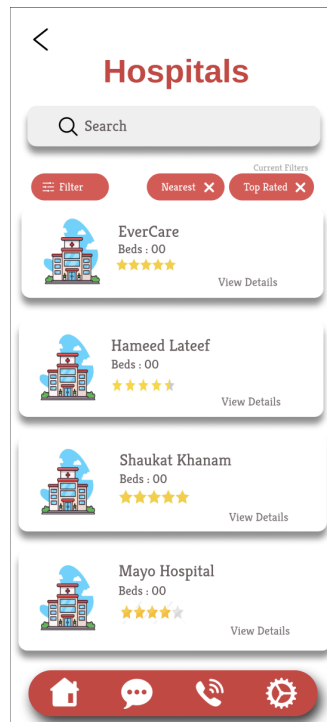 Hospitals
Search
Current Filters
Filter
Nearest
Top Rated
EverCare
Beds : 00
View Details
Hameed Lateef
Beds : 00
View Details
Shaukat Khanam
Beds : 00
View Details
Mayo Hospital
Beds : 00
View Details